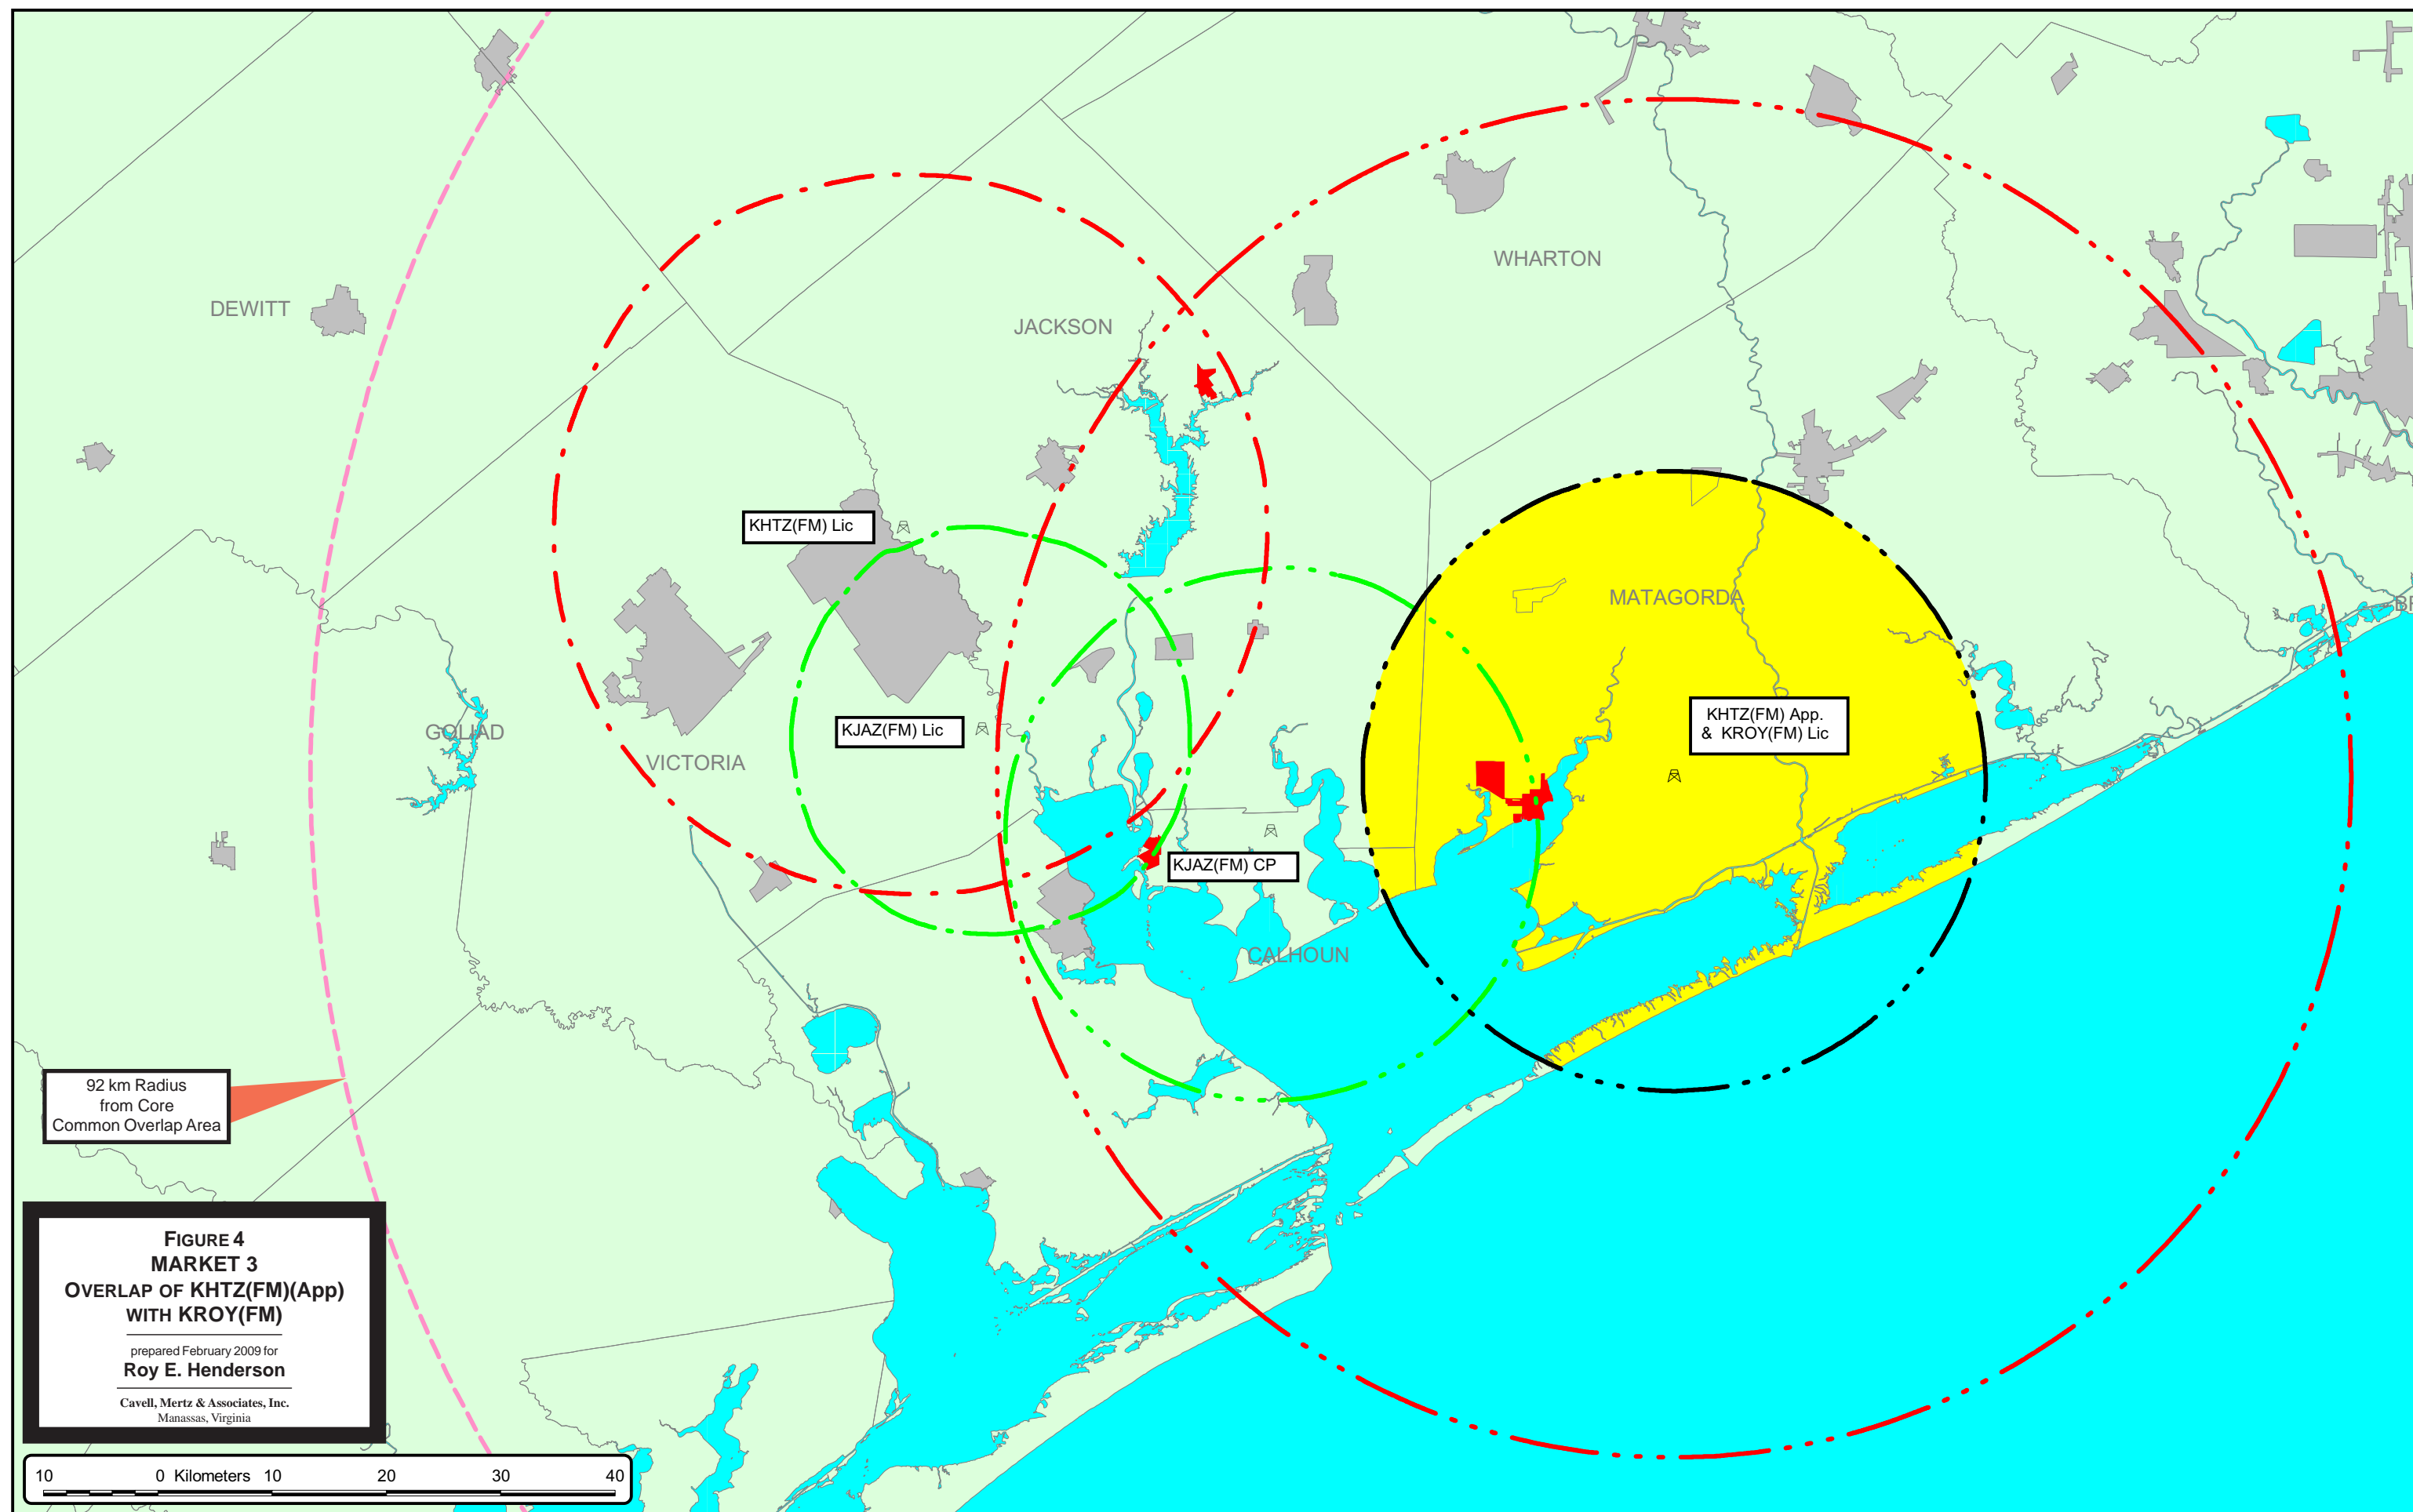 WHARTON
DEWITT
JACKSON
KHTZ(FM) Lic
MATAGORDA
KHTZ(FM) App.
& KROY(FM) Lic
KJAZ(FM) Lic
GOLIAD
VICTORIA
KJAZ(FM) CP
CALHOUN
92 km Radius
from Core
Common Overlap Area
FIGURE 4
MARKET 3
OVERLAP OF KHTZ(FM)(App)
WITH KROY(FM)
prepared February 2009 for
Roy E. Henderson
Cavell, Mertz & Associates, Inc.
Manassas, Virginia
10 0 Kilometers 10 20 30 40